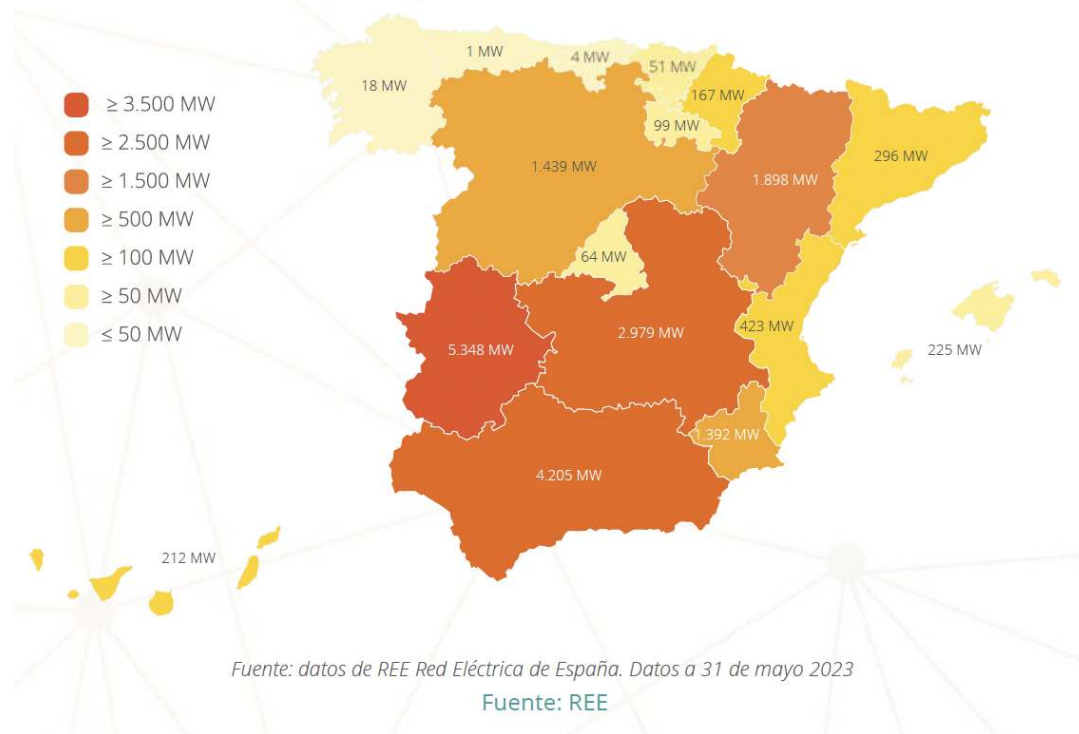 1 MW
4 MW
51 MW
18 MW
167 MW
≥ 3.500 MW
≥ 2.500 MW
≥ 1.500 MW
≥ 500 MW
≥ 100 MW
≥ 50 MW
≤ 50 MW
99 MW
296 MW
1.439 MW
1.898 MW
64 MW
2.979 MW
423 MW
5.348 MW
225 MW
1.392 MW
4.205 MW
212 MW
Fuente: datos de REE Red Eléctrica de España. Datos a 31 de mayo 2023
Fuente: REE